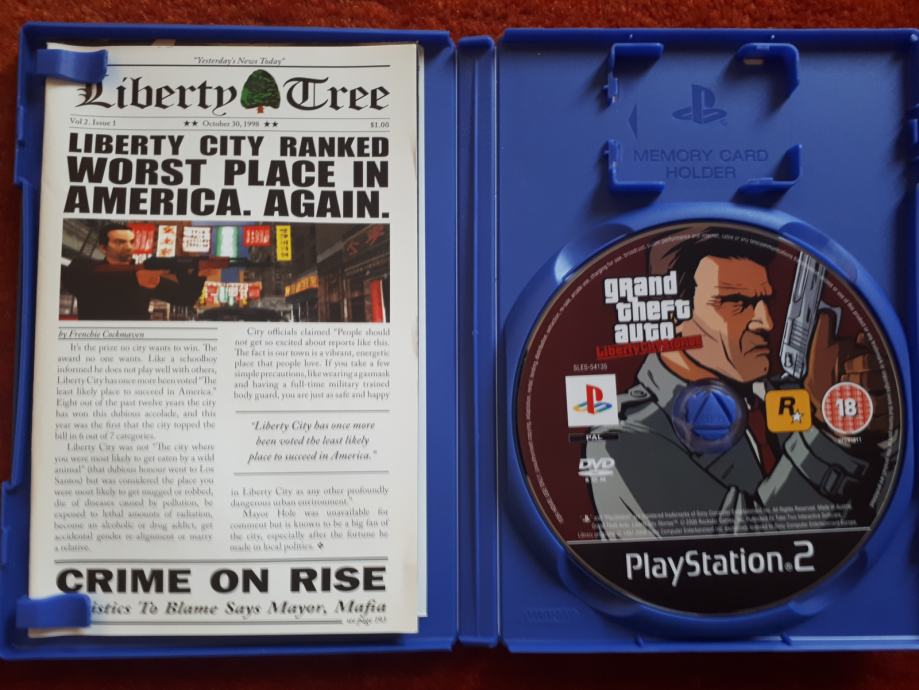 "Yesterday's News Today"
Liberty Tree
Vol 2. Issue 1 ★★ October 30, 1998 ★★ $1.00
LIBERTY CITY RANKED
WORST PLACE IN
AMERICA. AGAIN.
by Frenchie Cockmaven
It's the prize no city wants to win. The
award no one wants. Like a schoolboy
informed he does not play well with others,
Liberty City has once more been voted "The
least likely place to succeed in America."
Eight out of the past twelve years the city
has won this dubious accolade, and this
year was the first that the city topped the
bill in 6 out of 7 categories.
Liberty City was not "The city where
you were most likely to get eaten by a wild
animal" (that dubious honour went to Los
Santos) but was considered the place you
were most likely to get mugged or robbed,
die of diseases caused by pollution, be
exposed to lethal amounts of radiation,
become an alcoholic or drug addict, get
accidental gender re-alignment or marry
a relative.
City officials claimed "People should
not get so excited about reports like this.
The fact is our town is a vibrant, energetic
place that people love. If you take a few
simple precautions, like wearing a gasmask
and having a full-time military trained
body guard, you are just as safe and happy
"Liberty City has once more
been voted the least likely
place to succeed in America."
in Liberty City as any other profoundly
dangerous urban environment."
Mayor Hole was unavailable for
comment but is known to be a big fan of
the city, especially after the fortune he
made in local politics.
CRIME ON RISE
istics To Blame Says Mayor, Mafia
see page 193
MEMORY CARD
HOLDER
grand
theft
auto
Liberty City Stories
SLES-54135
PAL
DVD
R
18
PlayStation 2